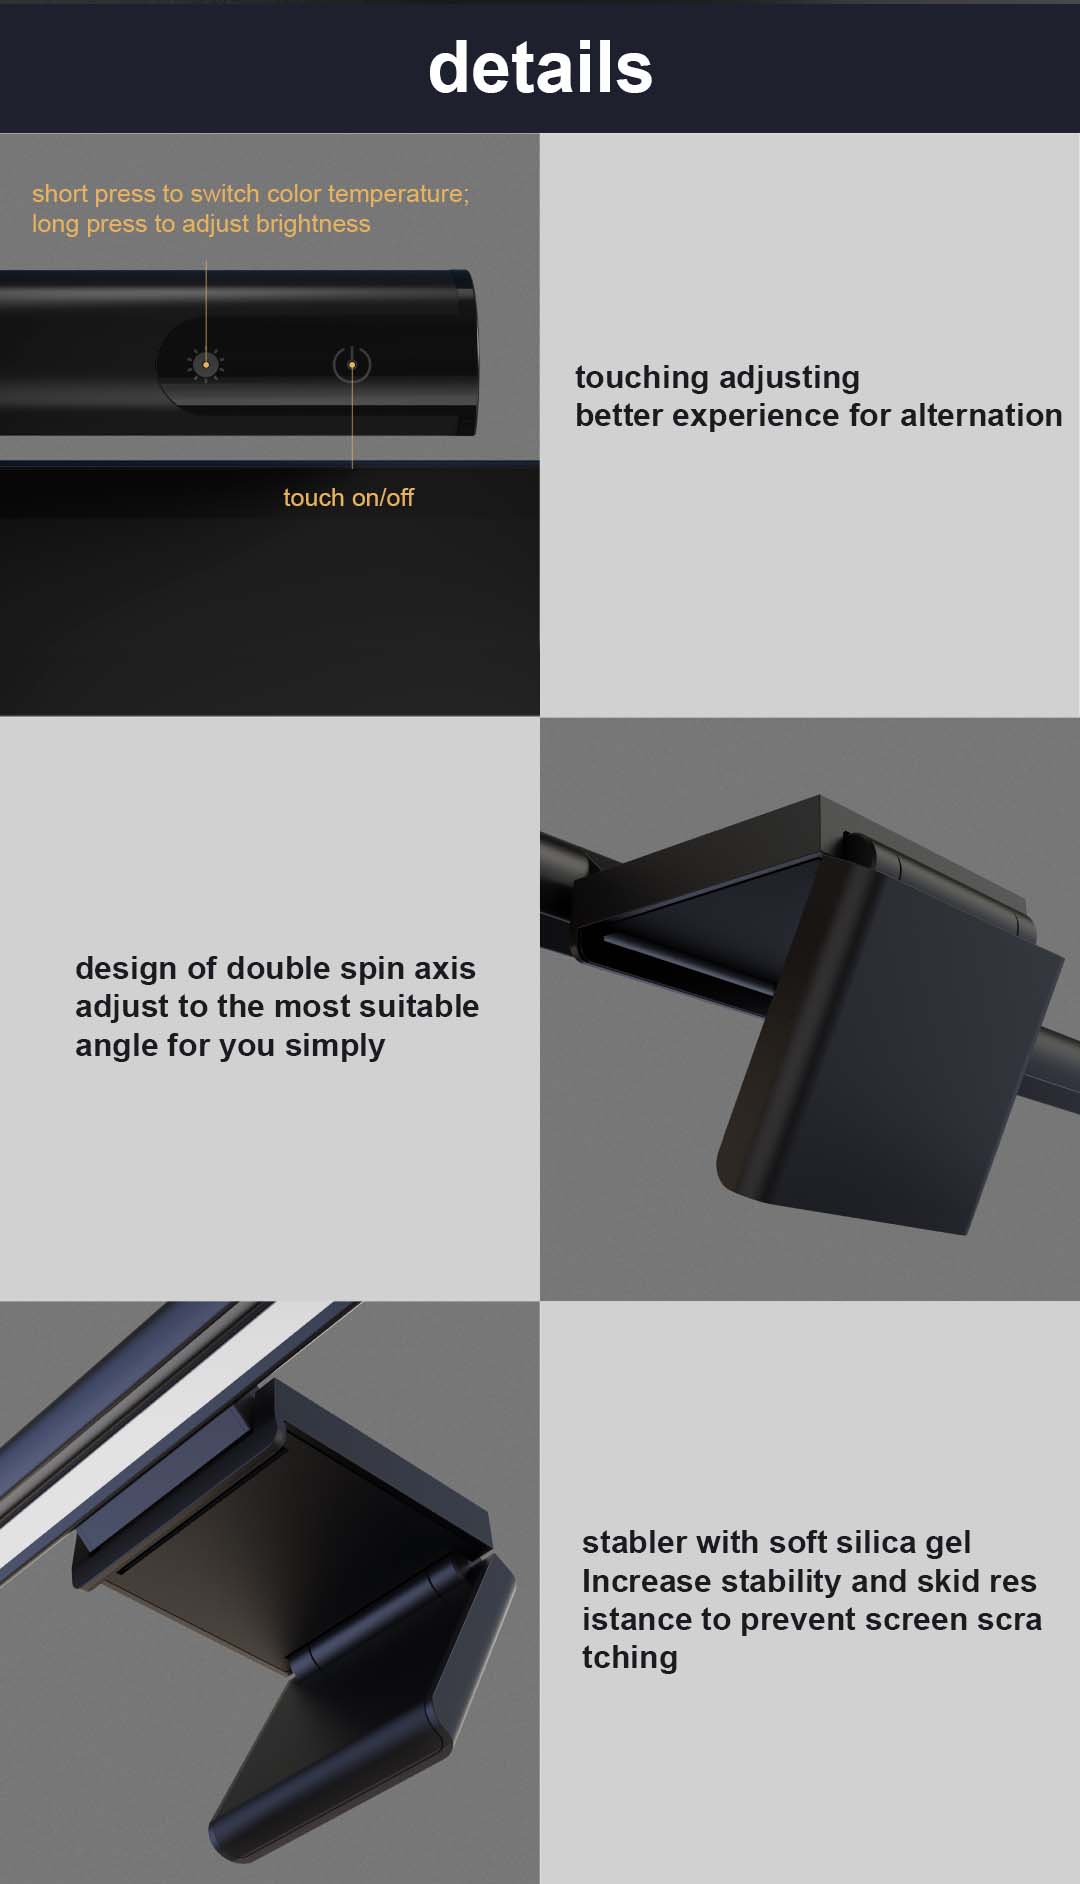 details
short press to switch color temperature;
long press to adjust brightness
touch on/off
touching adjusting
better experience for alternation
design of double spin axis
adjust to the most suitable
angle for you simply
stabler with soft silica gel
Increase stability and skid res
istance to prevent screen scra
tching